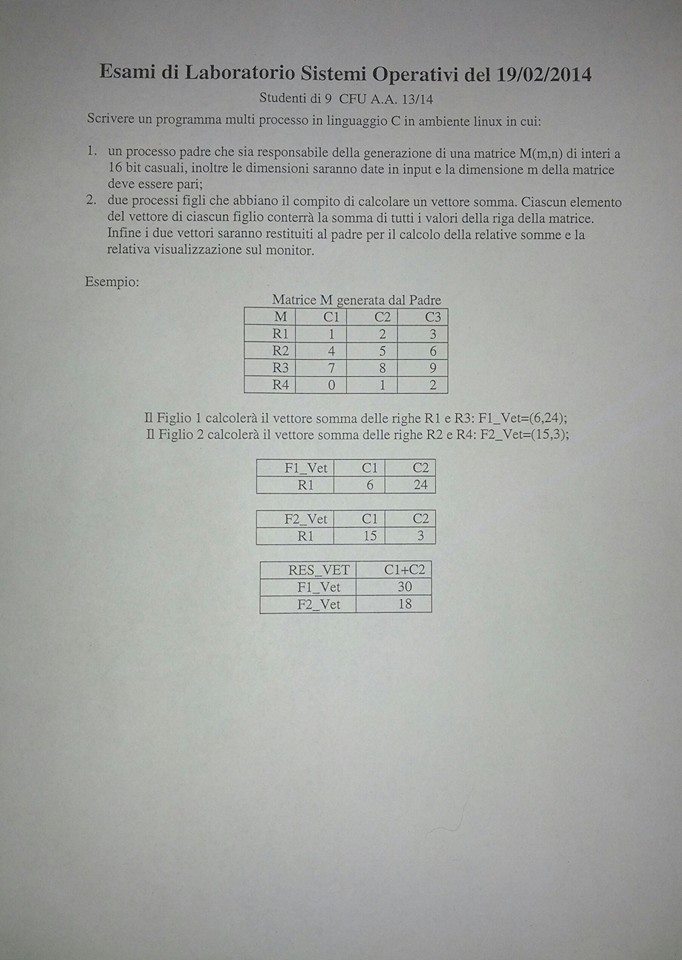 Esami di Laboratorio Sistemi Operativi del 19/02/2014
Studenti di 9 CFU A.A. 13/14
Scrivere un programma multi processo in linguaggio C in ambiente linux in cui:
1. un processo padre che sia responsabile della generazione di una matrice M(m,n) di interi a
16 bit casuali, inoltre le dimensioni saranno date in input e la dimensione m della matrice
deve essere pari;
2. due processi figli che abbiano il compito di calcolare un vettore somma. Ciascun elemento
del vettore di ciascun figlio conterrà la somma di tutti i valori della riga della matrice.
Infine i due vettori saranno restituiti al padre per il calcolo della relative somme e la
relativa visualizzazione sul monitor.
Esempio:
Matrice M generata dal Padre
M C1 C2 C3
R1 1 2 3
R2 4 5 6
R3 7 8 9
R4 0 1 2
Il Figlio 1 calcolerà il vettore somma delle righe R1 e R3: F1_Vet=(6,24);
Il Figlio 2 calcolerà il vettore somma delle righe R2 e R4: F2_Vet=(15,3);
F1_Vet C1 C2
R1 6 24
F2_Vet C1 C2
R1 15 3
RES_VET C1+C2
F1_Vet 30
F2_Vet 18